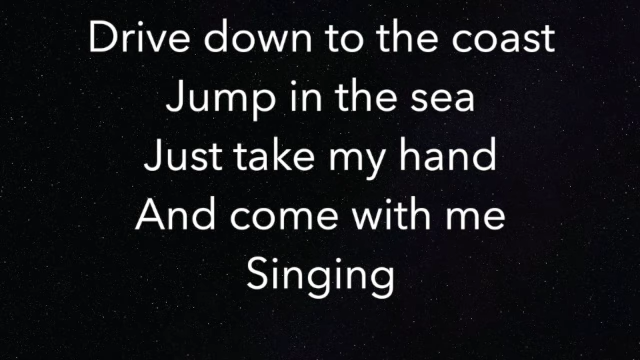 Drive down to the coast
Jump in the sea
Just take my hand
And come with me
Singing